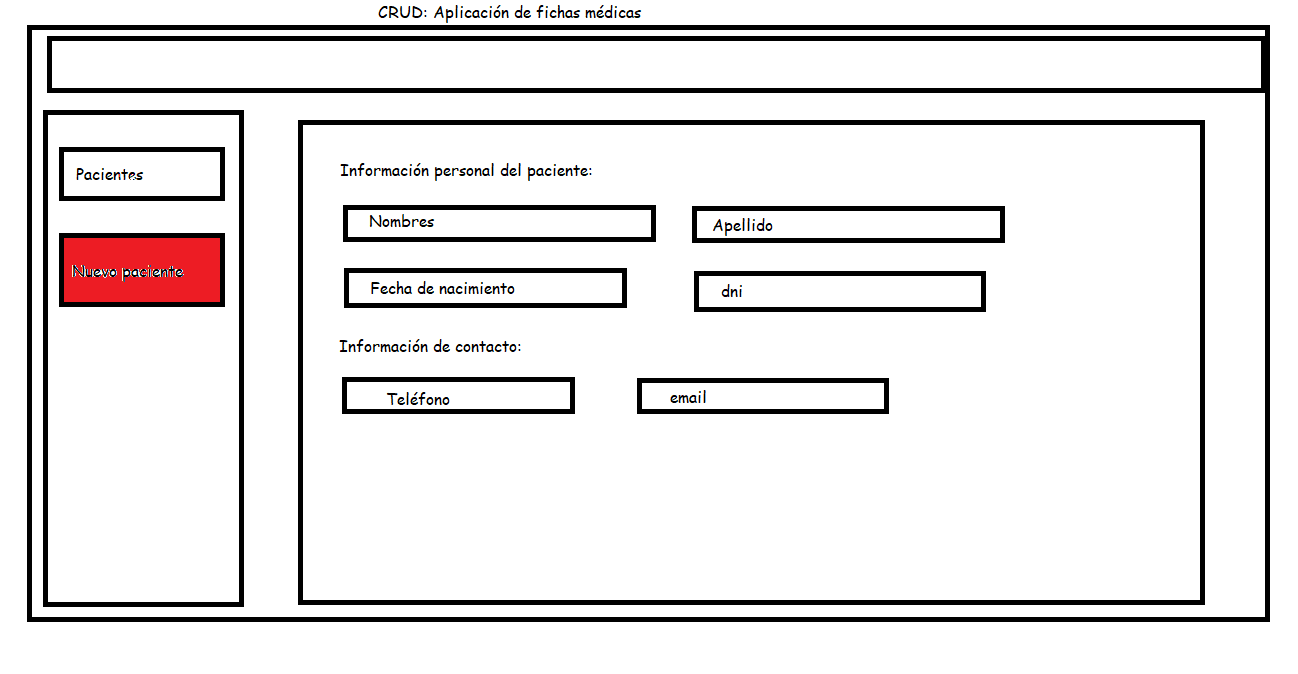 CRUD: Aplicación de fichas médicas
Pacientes
Nuevo paciente
Información personal del paciente:
Nombres
Apellido
Fecha de nacimiento
dni
Información de contacto:
Teléfono
email